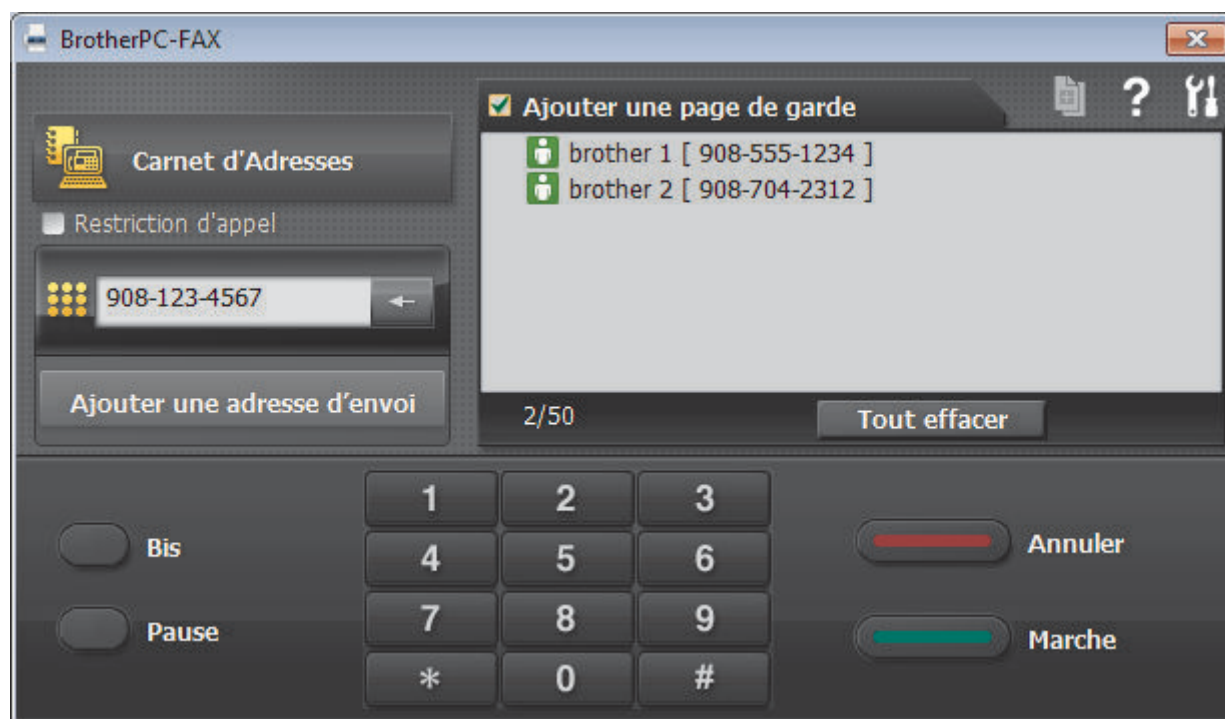 BrotherPC-FAX
Carnet d'Adresses
Restriction d'appel
908-123-4567
Ajouter une adresse d’envoi
Ajouter une page de garde
?
brother 1 [ 908-555-1234 ]
brother 2 [ 908-704-2312 ]
2/50
Tout effacer
Bis
Pause
1 2 3
4 5 6
7 8 9
* 0 #
Annuler
Marche